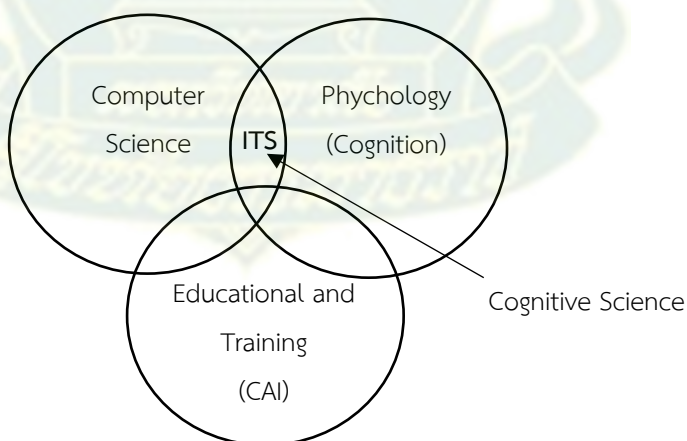 Computer
Science
ITS
Phychology
(Cognition)
Educational and
Training
(CAI)
Cognitive Science